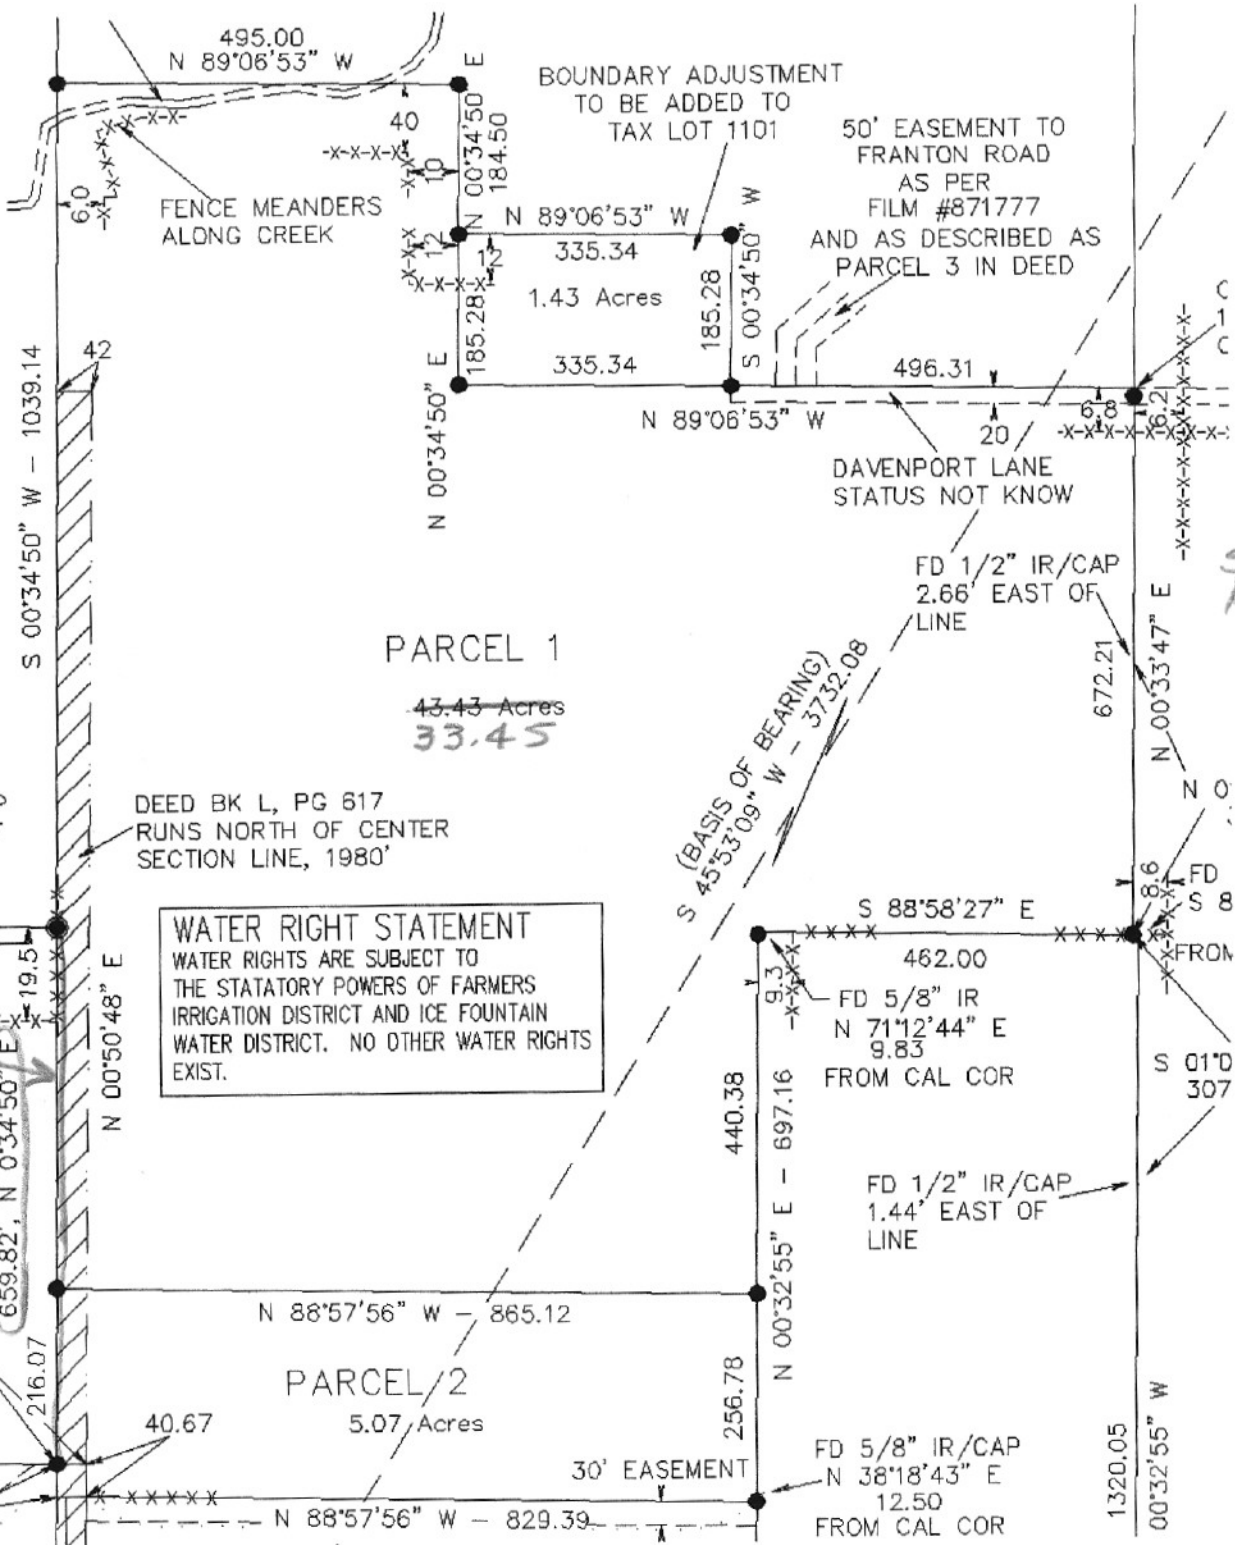 495.00
N 89°06'53" W
40
10
N 00°34'50 E
184.50
BOUNDARY ADJUSTMENT
TO BE ADDED TO
TAX LOT 1101
50' EASEMENT TO
FRANTON ROAD
AS PER
FILM #871777
AND AS DESCRIBED AS
PARCEL 3 IN DEED
6.0
FENCE MEANDERS
ALONG CREEK
12
12
N 89°06'53" W
335.34
1.43 Acres
185.28
185.28
S 00°34'50" W
335.34
N 00°34'50" E
N 89°06'53" W
496.31
20
6.8
6.2
C
1
C
DAVENPORT LANE
STATUS NOT KNOW
42
S 00°34'50" W - 1039.14
FD 1/2" IR/CAP
2.66' EAST OF
LINE
672.21
N 00°33'47" E
PARCEL 1
43.43 Acres
33.45
(BASIS OF BEARING)
S 45°53'09" W - 3732.08
DEED BK L, PG 617
RUNS NORTH OF CENTER
SECTION LINE, 1980'
N 0
8.6
FD
S 8
FROM
WATER RIGHT STATEMENT
WATER RIGHTS ARE SUBJECT TO
THE STATATORY POWERS OF FARMERS
IRRIGATION DISTRICT AND ICE FOUNTAIN
WATER DISTRICT. NO OTHER WATER RIGHTS
EXIST.
S 88°58'27" E
462.00
9.3
FD 5/8" IR
N 71°12'44" E
9.83
FROM CAL COR
19.5
N 00°50'48" E
659.82', N 0°34'50" E
440.38
N 00°32'55" E - 697.16
S 01°0
307
FD 1/2" IR/CAP
1.44' EAST OF
LINE
N 88°57'56" W - 865.12
216.07
PARCEL 2
5.07 Acres
256.78
40.67
30' EASEMENT
N 88°57'56" W - 829.39
FD 5/8" IR/CAP
N 38°18'43" E
12.50
FROM CAL COR
1320.05
00°32'55" W